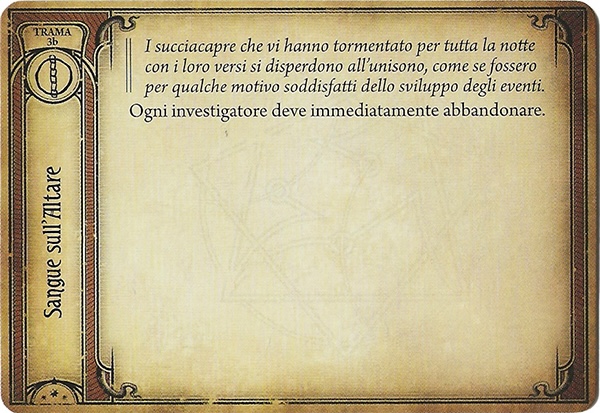 TRAMA
3b
Sangue sull'Altare
I succiacapre che vi hanno tormentato per tutta la notte
con i loro versi si disperdono all'unisono, come se fossero
per qualche motivo soddisfatti dello sviluppo degli eventi.
Ogni investigatore deve immediatamente abbandonare.